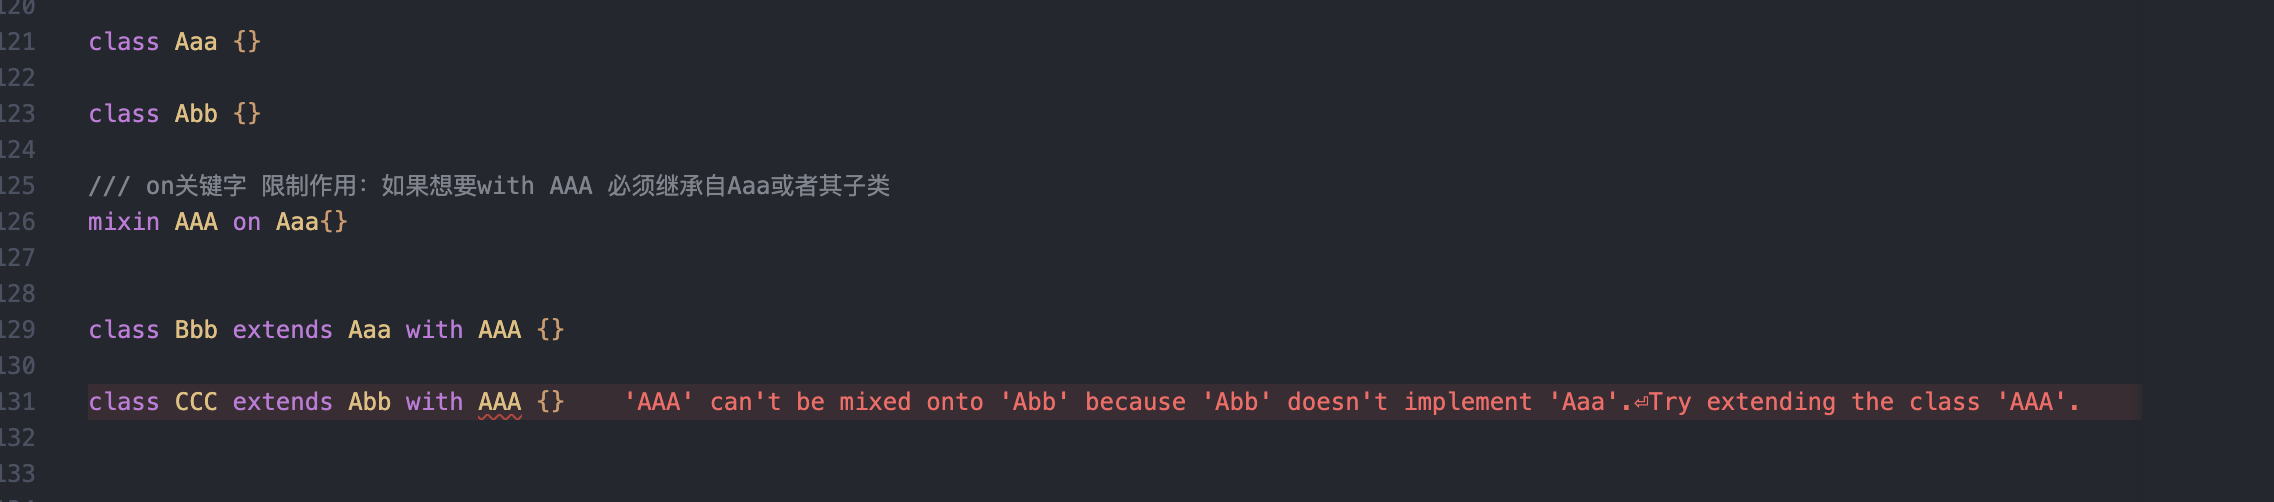 120
121 class Aaa {}
122
123 class Abb {}
124
125 /// on关键字 限制作用：如果想要with AAA 必须继承自Aaa或者其子类
126 mixin AAA on Aaa{}
127
128
129 class Bbb extends Aaa with AAA {}
130
131 class CCC extends Abb with AAA {} 'AAA' can't be mixed onto 'Abb' because 'Abb' doesn't implement 'Aaa'.⏎Try extending the class 'AAA'.
132
133